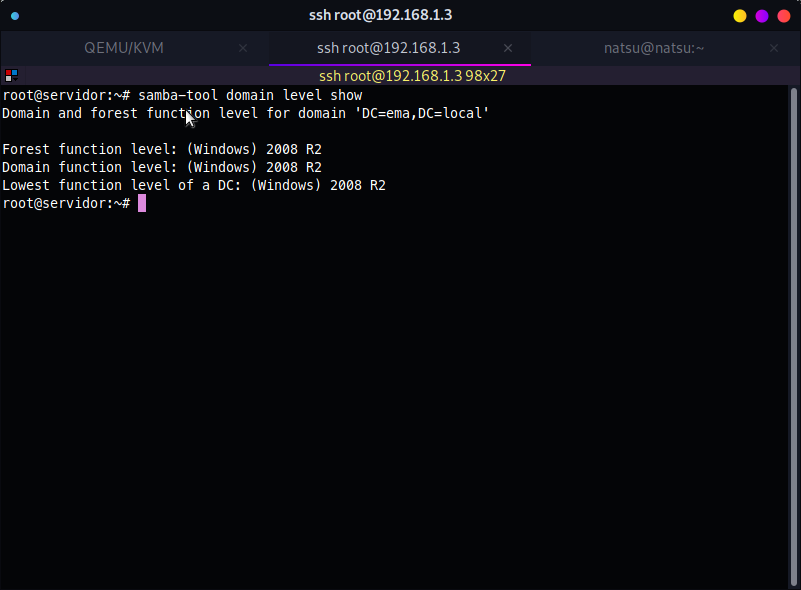 ssh root@192.168.1.3
QEMU/KVM × ssh root@192.168.1.3 × natsu@natsu:~ ×
ssh root@192.168.1.3 98x27
root@servidor:~# samba-tool domain level show
Domain and forest function level for domain 'DC=ema,DC=local'
Forest function level: (Windows) 2008 R2
Domain function level: (Windows) 2008 R2
Lowest function level of a DC: (Windows) 2008 R2
root@servidor:~#